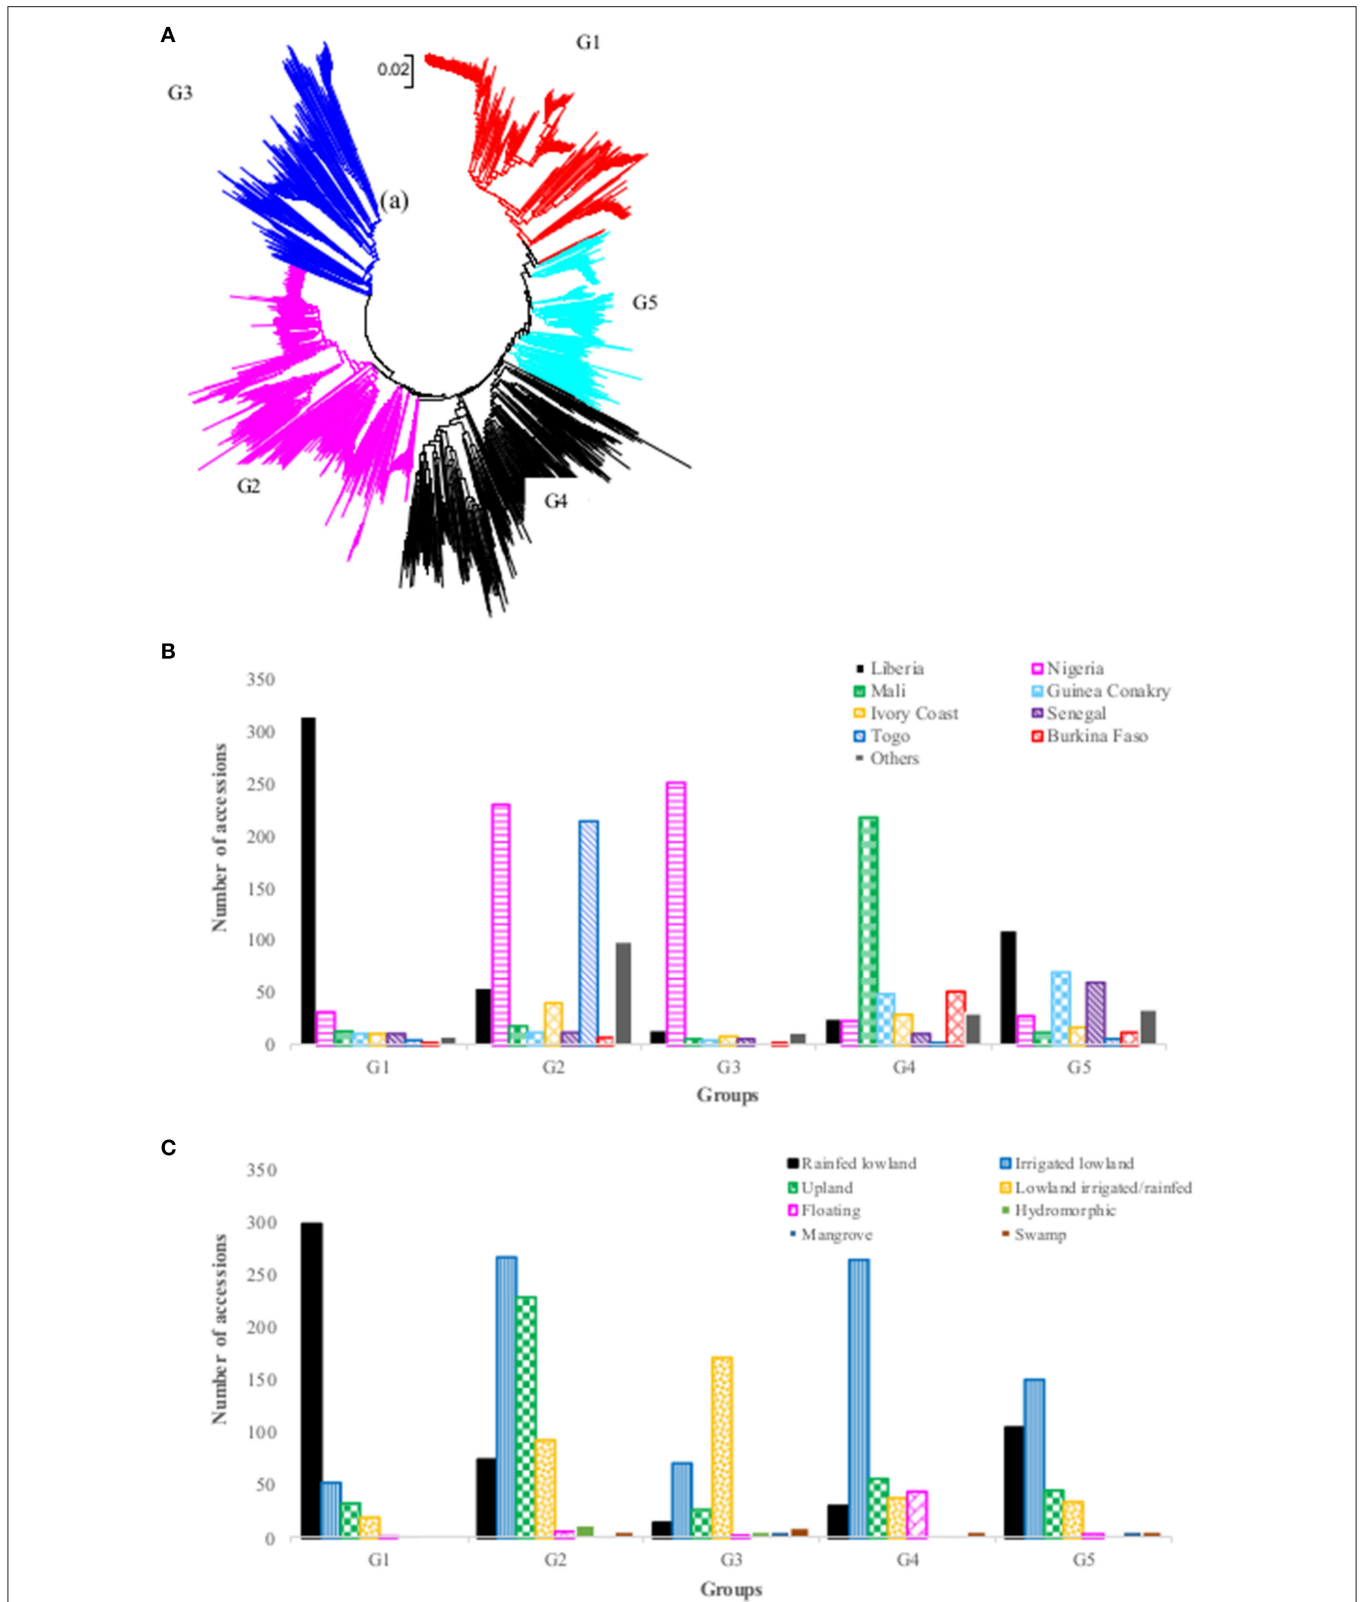 A
G1
0.02
G3
(a)
G5
G2
G4
B
Liberia Nigeria
Mali Guinea Conakry
Ivory Coast Senegal
Togo Burkina Faso
Others
350
300
250
200
150
100
50
0
Number of accessions
G1 G2 G3 G4 G5
Groups
C
Rainfed lowland Irrigated lowland
Upland Lowland irrigated/rainfed
Floating Hydromorphic
Mangrove Swamp
350
300
250
200
150
100
50
0
Number of accessions
G1 G2 G3 G4 G5
Groups